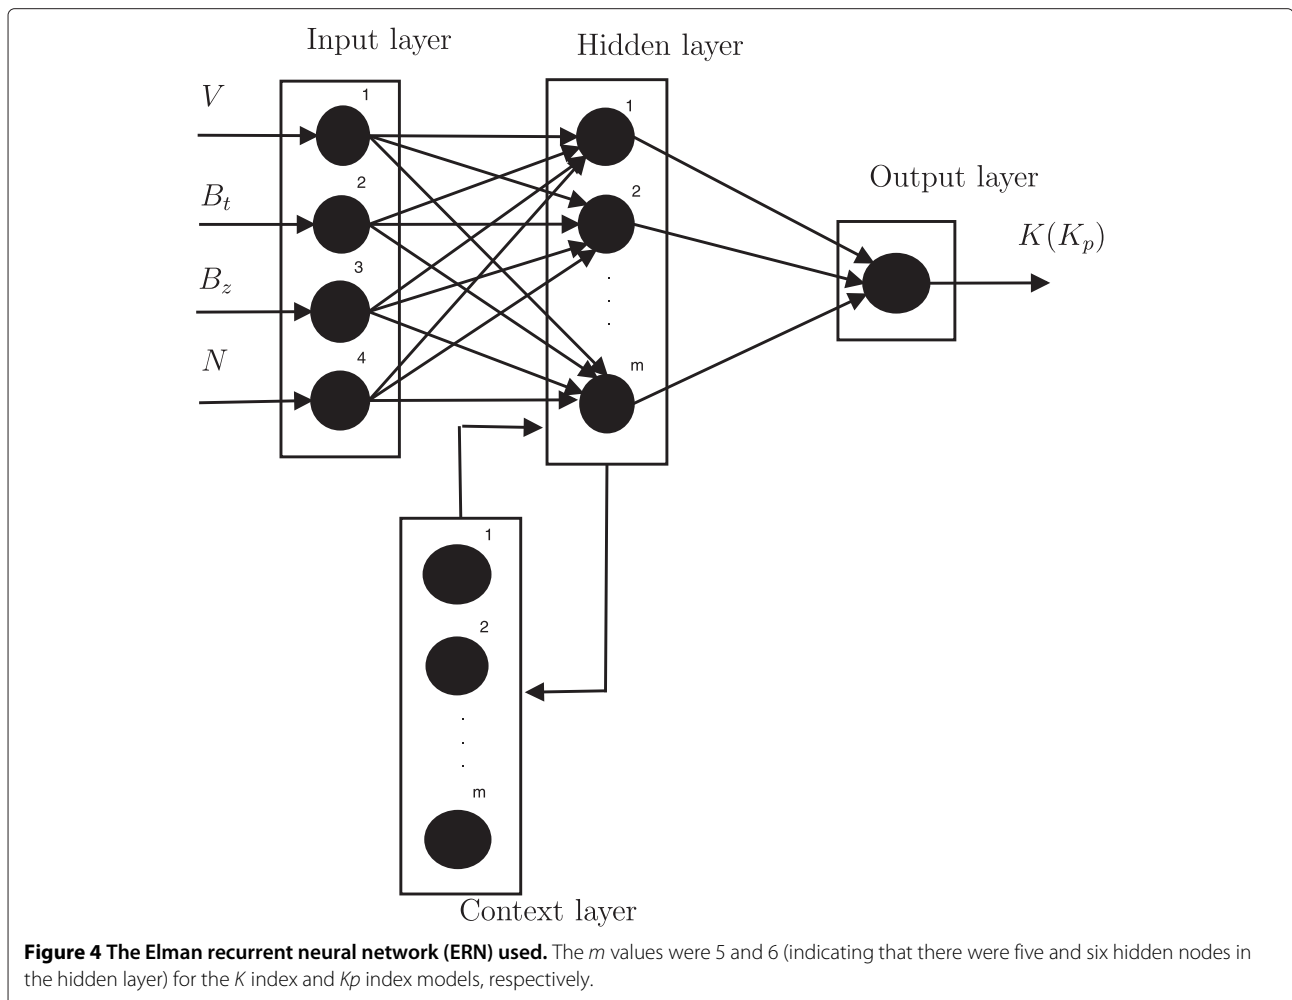 Input layer
Hidden layer
V
1
1
B_t
2
2
Output layer
K(K_p)
B_z
3
.
.
.
N
4
m
1
2
.
.
.
m
Context layer
Figure 4 The Elman recurrent neural network (ERN) used. The m values were 5 and 6 (indicating that there were five and six hidden nodes in
the hidden layer) for the K index and Kp index models, respectively.